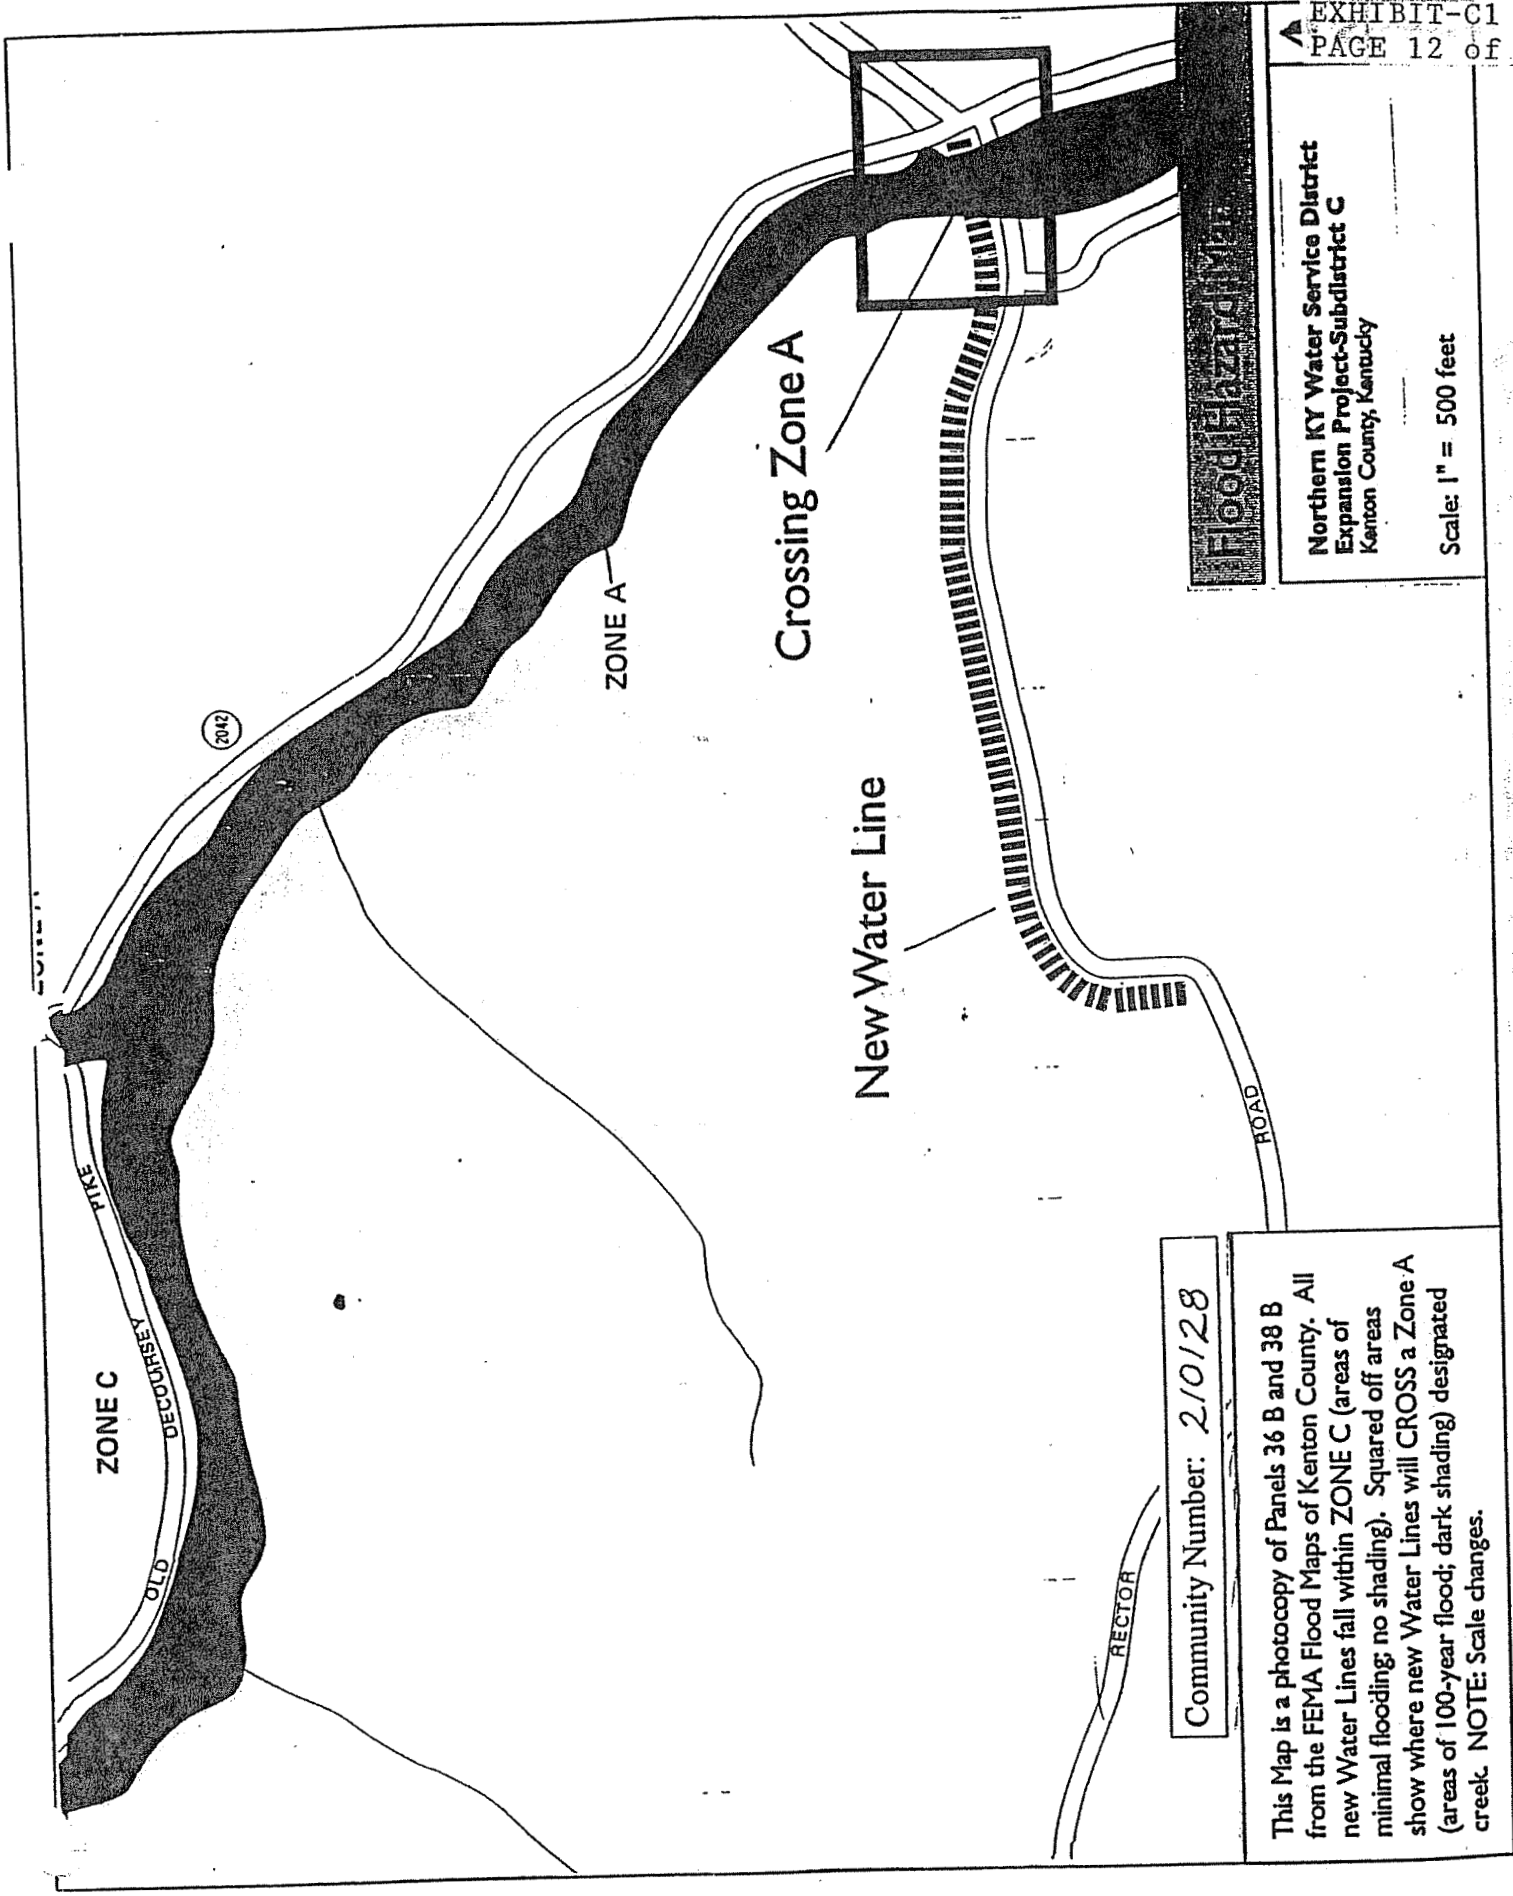 EXHIBIT-C1
PAGE 12 of
Flood Hazard Map
Northern KY Water Service District
Expansion Project-Subdistrict C
Kenton County, Kentucky
Scale: 1" = 500 feet
ZONE C
OLD
DECOURSEY
PIKE
2042
ZONE A
Crossing Zone A
New Water Line
ROAD
RECTOR
Community Number: 210128
This Map is a photocopy of Panels 36 B and 38 B
from the FEMA Flood Maps of Kenton County. All
new Water Lines fall within ZONE C (areas of
minimal flooding; no shading). Squared off areas
show where new Water Lines will CROSS a Zone A
(areas of 100-year flood; dark shading) designated
creek. NOTE: Scale changes.